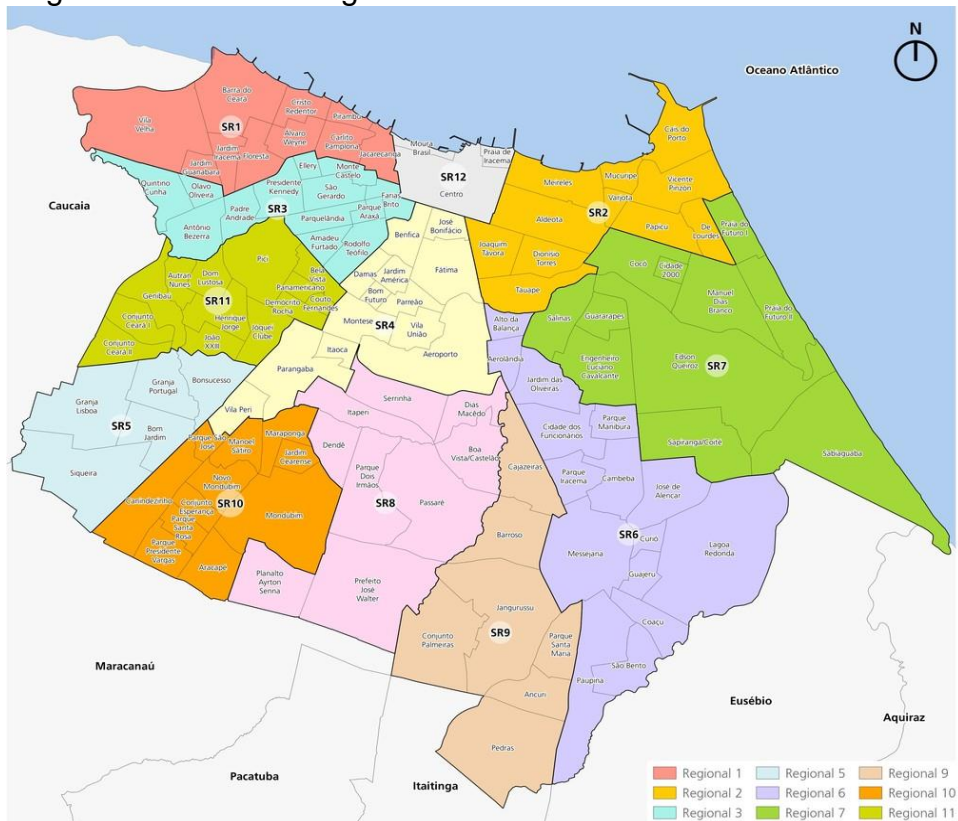 N
Oceano Atlântico
Caucaia
Maracanaú
Pacatuba
Itaitinga
Eusébio
Aquiraz
SR1
Vila
Velha
Barra do
Ceará
Cristo
Redentor
Pirambu
Jardim
Iracema
Floresta
Álvaro
Weyne
Carlito
Pamplona
Jacarecanga
Jardim
Guanabara
SR12
Moura
Brasil
Praia de
Iracema
Centro
SR2
Cais do
Porto
Meireles
Mucuripe
Vicente
Pinzón
Varjota
Aldeota
Papicu
De
Lourdes
Joaquim
Távora
Dionisio
Torres
Tauape
SR3
Quintino
Cunha
Olavo
Oliveira
Antônio
Bezerra
Padre
Andrade
Presidente
Kennedy
Ellery
Monte
Castelo
São
Gerardo
Farias
Brito
Parquelândia
Parque
Araxá
Amadeu
Furtado
Rodolfo
Teófilo
SR4
Benfica
José
Bonifácio
Damas
Jardim
América
Fátima
Bom
Futuro
Parreão
Montese
Vila
União
Aeroporto
Itaoca
Parangaba
Vila Peri
SR11
Pici
Autran
Nunes
Dom
Lustosa
Bela
Vista
Panamericano
Genibaú
Henrique
Jorge
Demócrito
Rocha
Couto
Fernandes
Conjunto
Ceará I
João
XXIII
Jóquei
Clube
Conjunto
Ceará II
SR5
Granja
Lisboa
Granja
Portugal
Bonsucesso
Bom
Jardim
Siqueira
SR10
Parque São
José
Manoel
Sátiro
Maraponga
Jardim
Cearense
Novo
Mondubim
Canindezinho
Conjunto
Esperança
Mondubim
Parque
Santa
Rosa
Parque
Presidente
Vargas
Aracapé
SR8
Serrinha
Itaperi
Dendê
Dias
Macêdo
Boa
Vista/Castelão
Parque
Dois
Irmãos
Passaré
Planalto
Ayrton
Senna
Prefeito
José
Walter
SR9
Cajazeiras
Barroso
Jangurussu
Conjunto
Palmeiras
Parque
Santa
Maria
Ancuri
Pedras
SR6
Alto da
Balança
Aerolândia
Jardim das
Oliveiras
Cidade dos
Funcionários
Parque
Manibura
Parque
Iracema
Cambeba
José de
Alencar
Messejana
Curió
Guajeru
Lagoa
Redonda
Coaçu
São Bento
Paupina
SR7
Praia do
Futuro I
Cocó
Cidade
2000
Manuel
Dias
Branco
Praia do
Futuro II
Salinas
Guararapes
Engenheiro
Luciano
Cavalcante
Edson
Queiroz
Sapiranga/Coité
Sabiaguaba
Regional 1
Regional 5
Regional 9
Regional 2
Regional 6
Regional 10
Regional 3
Regional 7
Regional 11